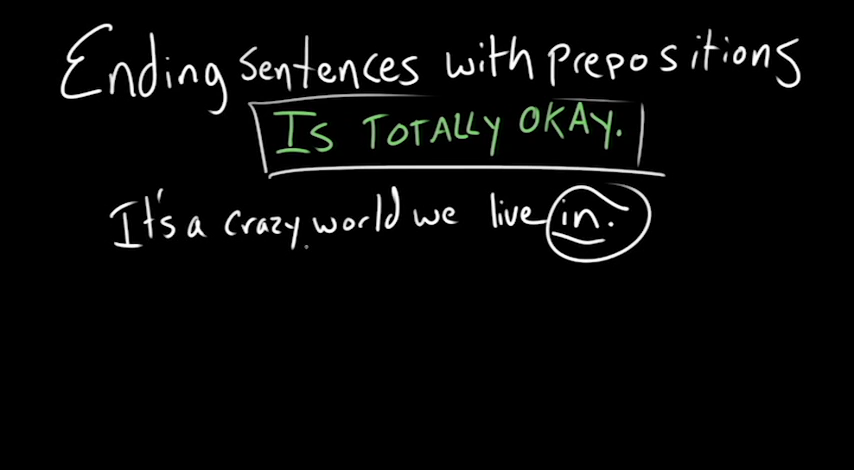 Ending sentences with prepositions
IS TOTALLY OKAY.
It's a crazy world we live in.